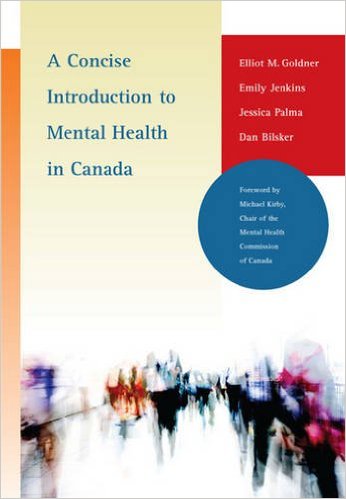 A Concise
Introduction to
Mental Health
in Canada
Elliot M. Goldner
Emily Jenkins
Jessica Palma
Dan Bilsker
Foreword by
Michael Kirby,
Chair of the
Mental Health
Commission
of Canada